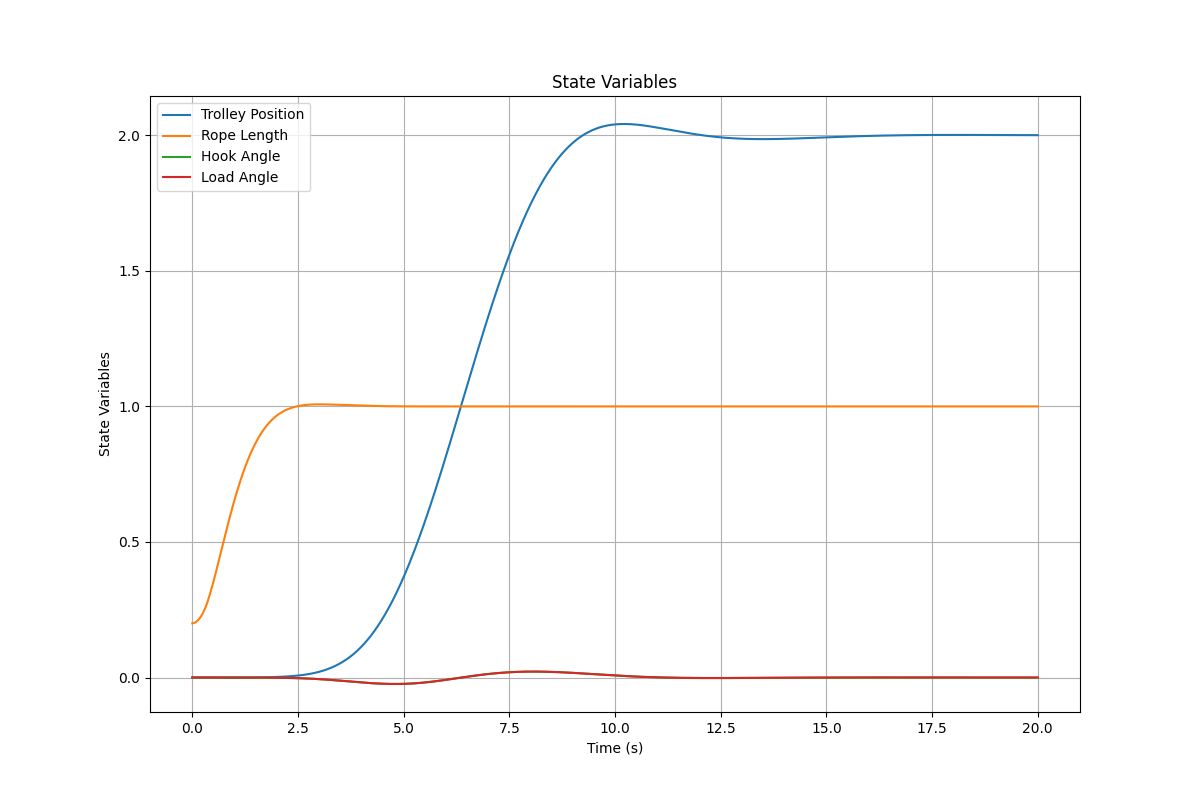 State Variables
Trolley Position
Rope Length
Hook Angle
Load Angle
State Variables
2.0
1.5
1.0
0.5
0.0
0.0 2.5 5.0 7.5 10.0 12.5 15.0 17.5 20.0
Time (s)